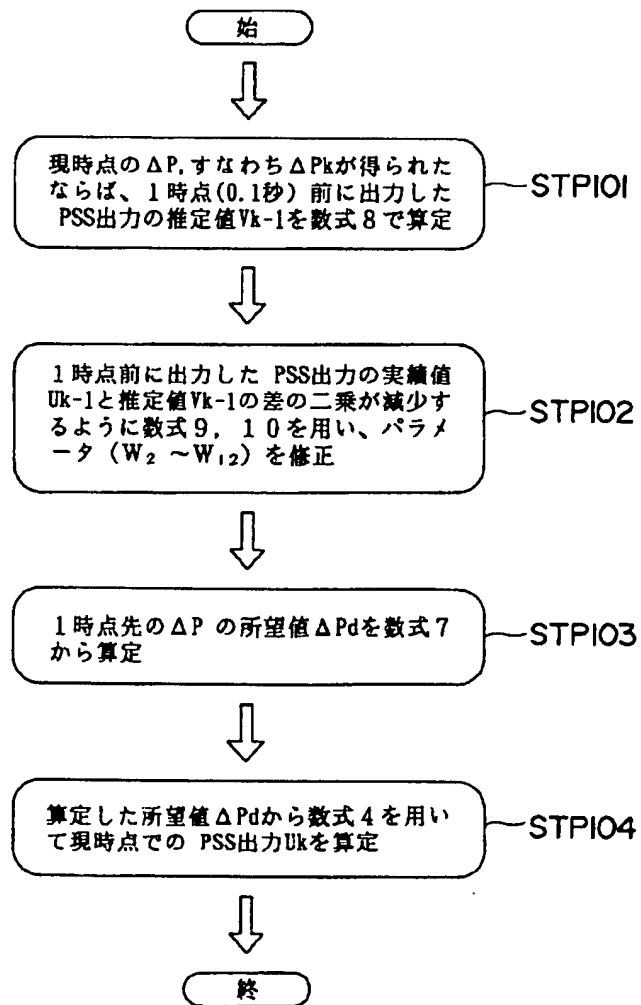 始
現時点のΔP,すなわちΔPkが得られた
ならば、1時点(0.1秒)前に出力した
PSS出力の推定値Vk-1を数式8で算定
STP101
1時点前に出力した PSS出力の実績値
Uk-1と推定値Vk-1の差の二乗が減少す
るように数式9, 10を用い、パラメ
ータ (W₂ ~W₁₂) を修正
STP102
1時点先のΔP の所望値ΔPdを数式7
から算定
STP103
算定した所望値ΔPdから数式4を用い
て現時点での PSS出力Ukを算定
STP104
終